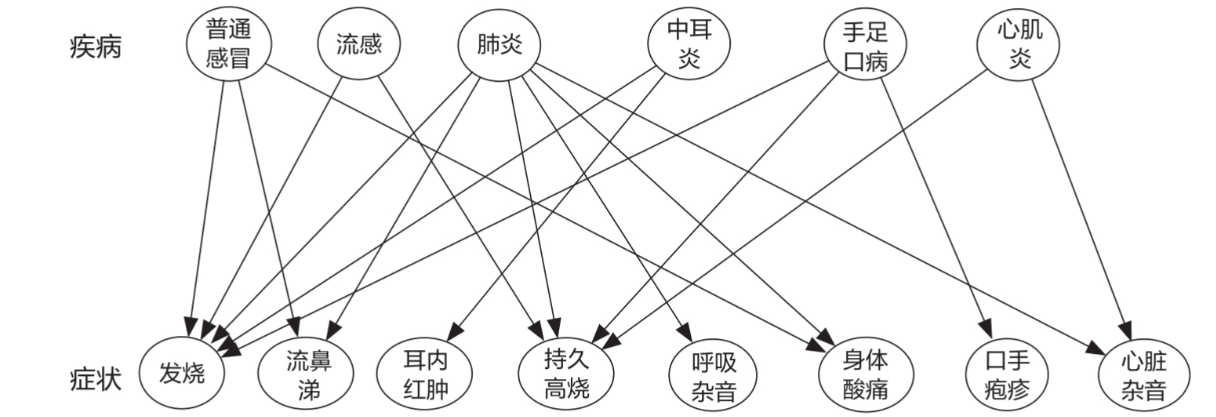 疾病
普通
感冒
流感
肺炎
中耳
炎
手足
口病
心肌
炎
症状
发烧
流鼻
涕
耳内
红肿
持久
高烧
呼吸
杂音
身体
酸痛
口手
疱疹
心脏
杂音